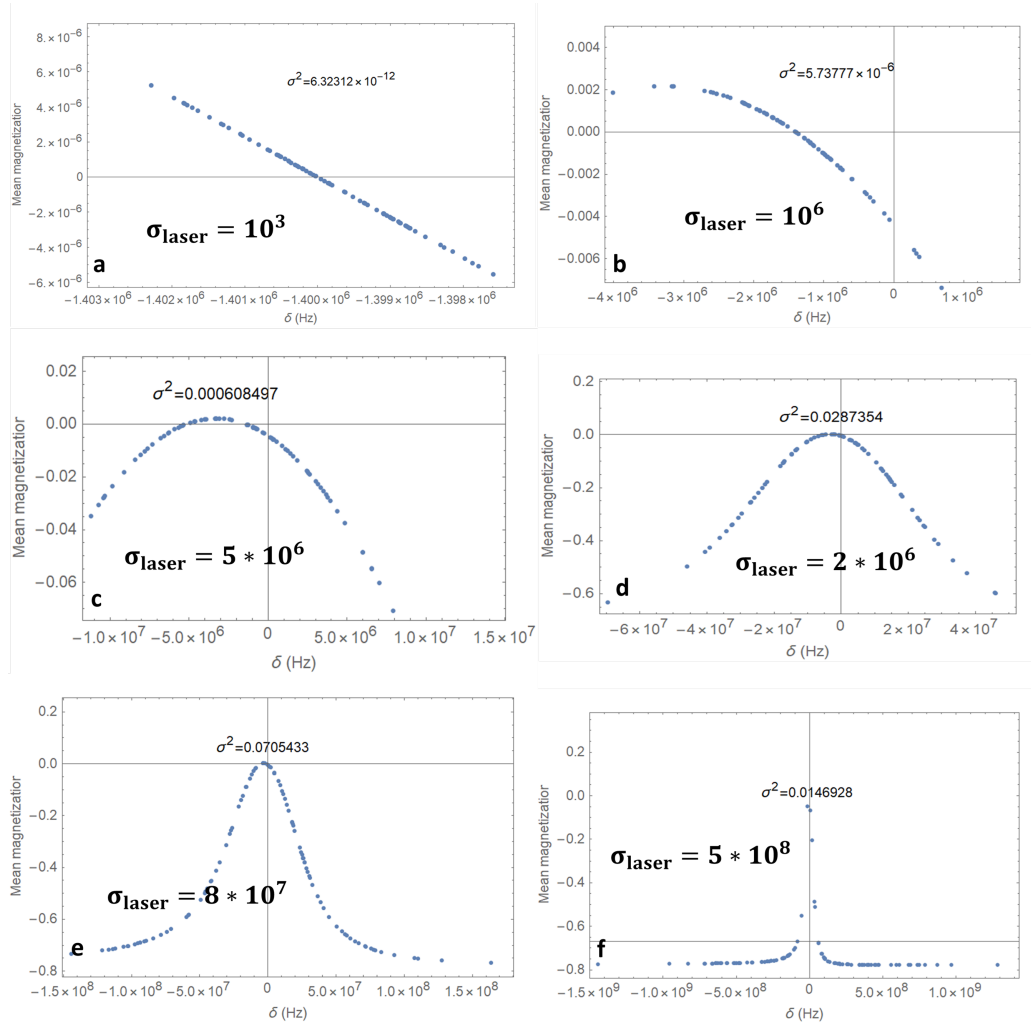 8.×10⁻⁶
6.×10⁻⁶
4.×10⁻⁶
2.×10⁻⁶
0
−2.×10⁻⁶
−4.×10⁻⁶
−6.×10⁻⁶
Mean magnetization
σ²=6.32312×10⁻¹²
σlaser = 10³
a
−1.403×10⁶ −1.402×10⁶ −1.401×10⁶ −1.400×10⁶ −1.399×10⁶ −1.398×10⁶
δ (Hz)
0.004
0.002
0.000
−0.002
−0.004
−0.006
Mean magnetization
σ²=5.73777×10⁻⁶
σlaser = 10⁶
b
−4×10⁶ −3×10⁶ −2×10⁶ −1×10⁶ 0 1×10⁶
δ (Hz)
0.02
0.00
−0.02
−0.04
−0.06
Mean magnetization
σ²=0.000608497
σlaser = 5 * 10⁶
c
−1.0×10⁷ −5.0×10⁶ 0 5.0×10⁶ 1.0×10⁷ 1.5×10⁷
δ (Hz)
0.2
0.0
−0.2
−0.4
−0.6
Mean magnetization
σ²=0.0287354
σlaser = 2 * 10⁶
d
−6×10⁷ −4×10⁷ −2×10⁷ 0 2×10⁷ 4×10⁷
δ (Hz)
0.2
0.0
−0.2
−0.4
−0.6
−0.8
Mean magnetization
σ²=0.0705433
σlaser = 8 * 10⁷
e
−1.5×10⁸ −1.0×10⁸ −5.0×10⁷ 0 5.0×10⁷ 1.0×10⁸ 1.5×10⁸
δ (Hz)
0.2
0.0
−0.2
−0.4
−0.6
−0.8
Mean magnetization
σ²=0.0146928
σlaser = 5 * 10⁸
f
−1.5×10⁹ −1.0×10⁹ −5.0×10⁸ 0 5.0×10⁸ 1.0×10⁹
δ (Hz)